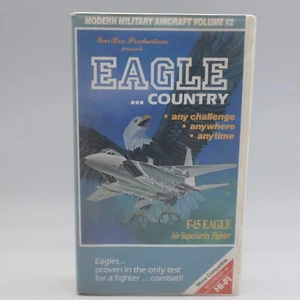 MODERN MILITARY AIRCRAFT VOLUME #2
presents
EAGLE
... COUNTRY
• any challenge
• anywhere
• anytime
F-15 EAGLE
Air Superiority Fighter
Eagles...
proven in the only test
for a fighter ... combat!!
HI-FI